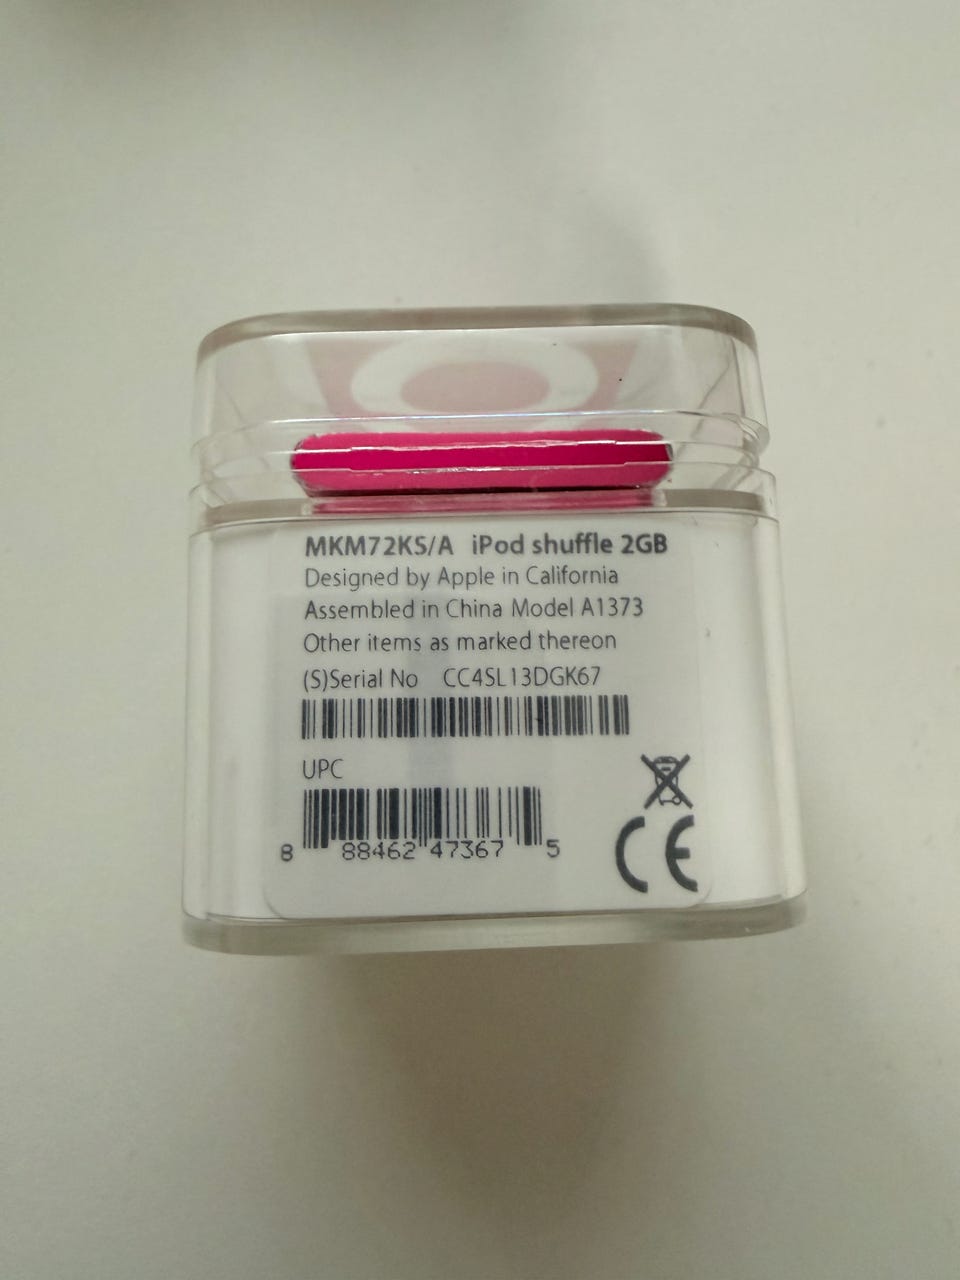 MKM72KS/A iPod shuffle 2GB
Designed by Apple in California
Assembled in China Model A1373
Other items as marked thereon
(S)Serial No CC4SL13DGK67
UPC
8 88462 47367 5
CE